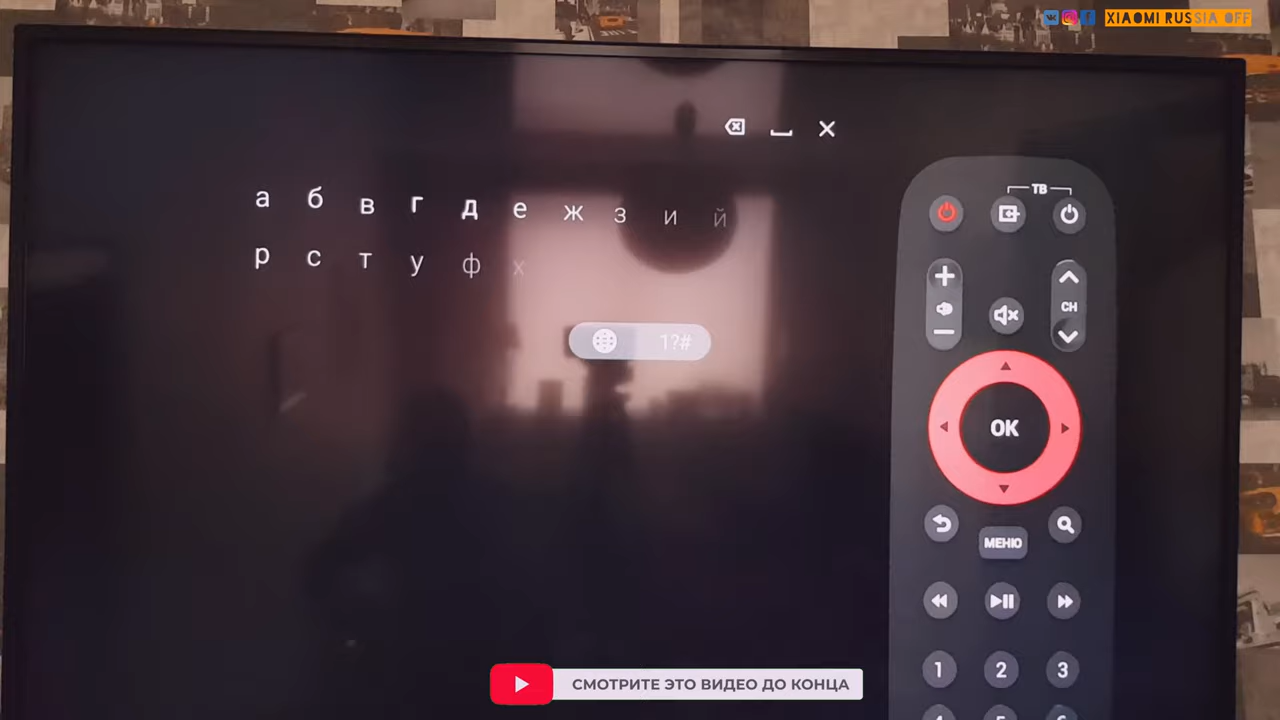 XIAOMI RUSSIA OFF
а б в г д е ж з и й
р с т у ф х
1?#
ТВ
CH
OK
МЕНЮ
1 2 3
СМОТРИТЕ ЭТО ВИДЕО ДО КОНЦА